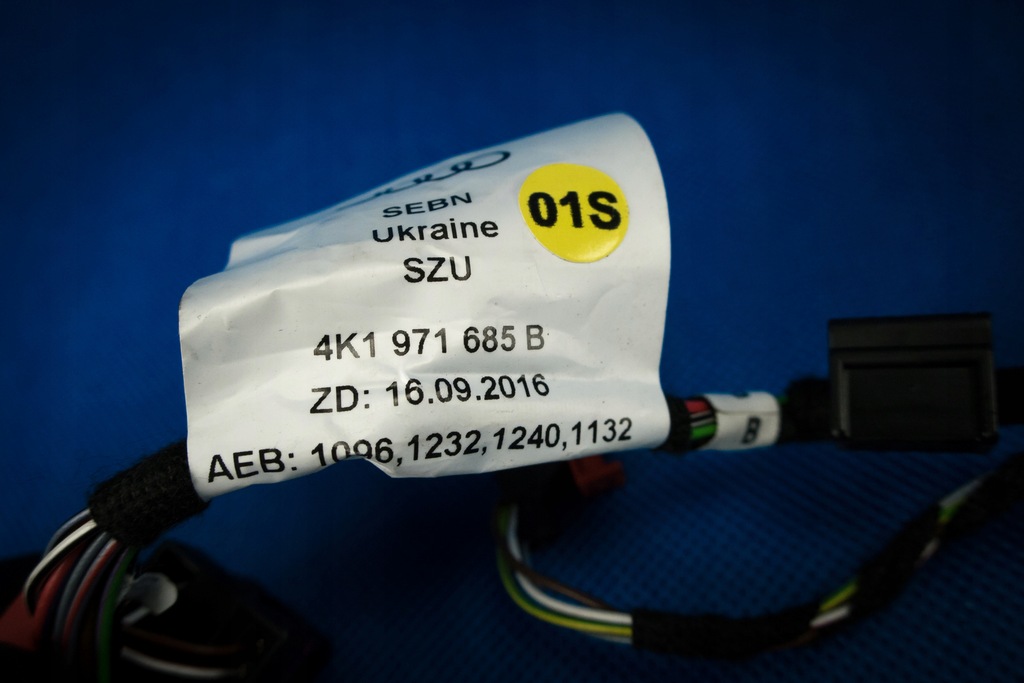 SEBN
Ukraine
01S
SZU
4K1 971 685 B
ZD: 16.09.2016
AEB: 1096,1232,1240,1132
B